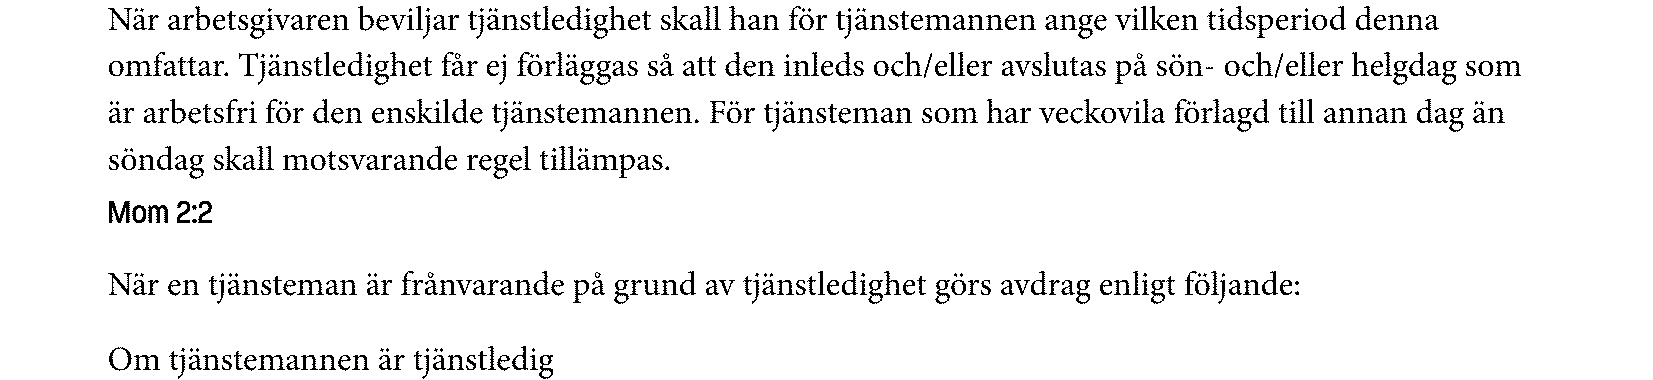 När arbetsgivaren beviljar tjänstledighet skall han för tjänstemannen ange vilken tidsperiod denna
omfattar. Tjänstledighet får ej förläggas så att den inleds och/eller avslutas på sön- och/eller helgdag som
är arbetsfri för den enskilde tjänstemannen. För tjänsteman som har veckovila förlagd till annan dag än
söndag skall motsvarande regel tillämpas.
Mom 2:2
När en tjänsteman är frånvarande på grund av tjänstledighet görs avdrag enligt följande:
Om tjänstemannen är tjänstledig